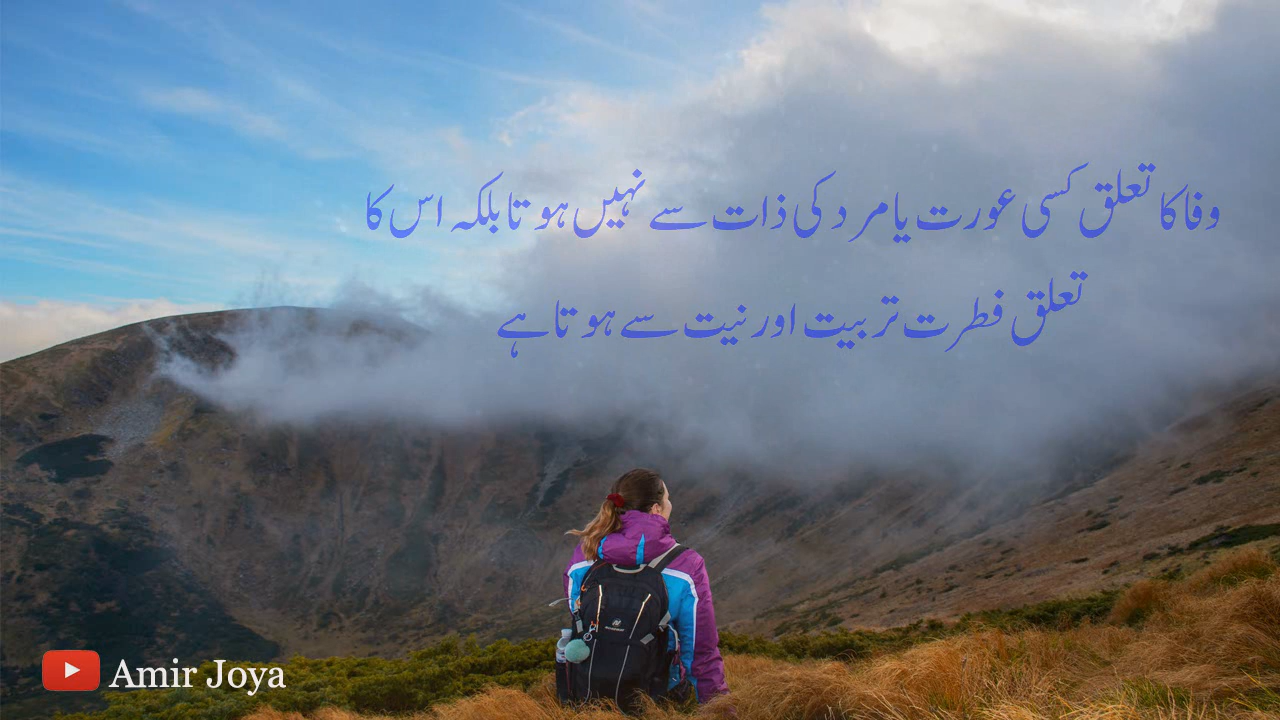 وفا کا تعلق کسی عورت یا مرد کی ذات سے نہیں ہوتا بلکہ اس کا
تعلق فطرت تربیت اور نیت سے ہوتا ہے
Amir Joya